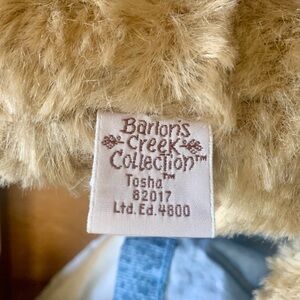 Barton's
Creek
Collection™
Tosha™
82017
Ltd. Ed. 4800